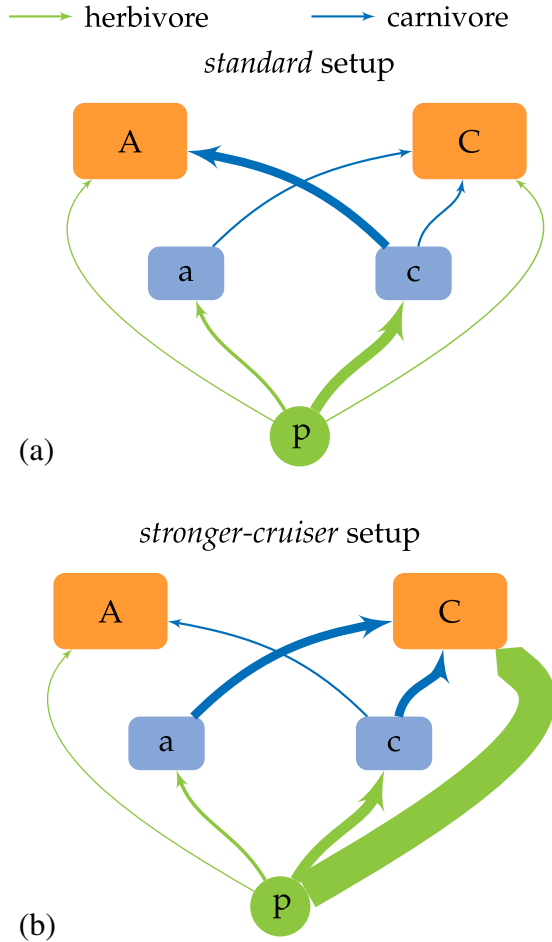 herbivore carnivore
standard setup
A C
a c
p
(a)
stronger-cruiser setup
A C
a c
p
(b)